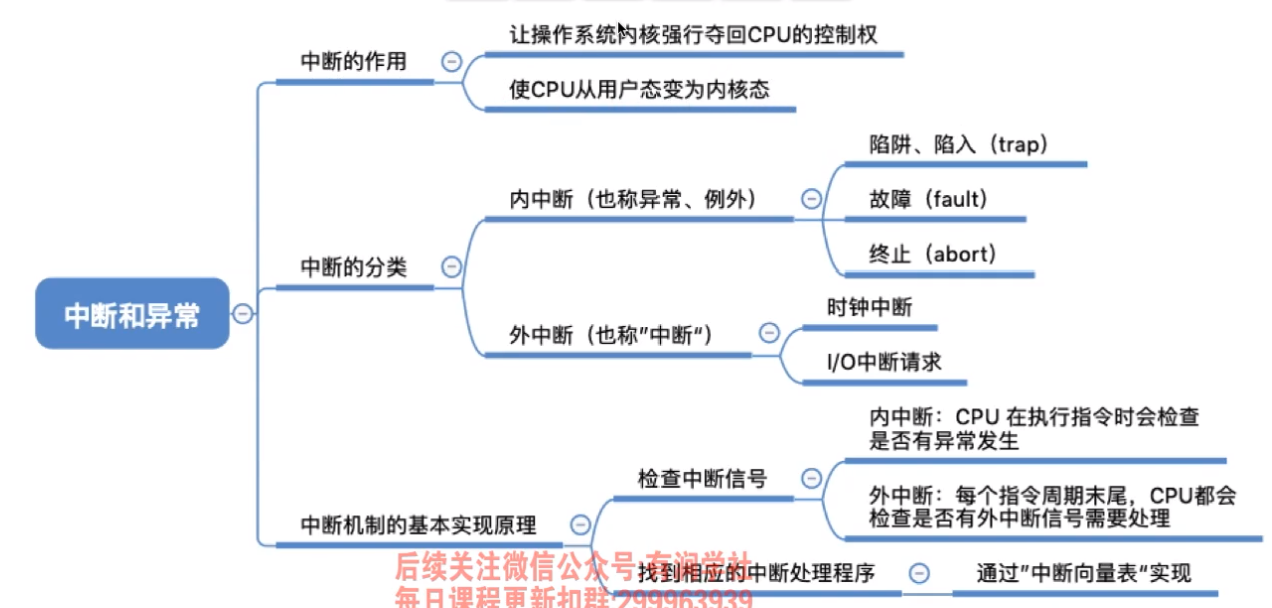 让操作系统内核强行夺回CPU的控制权
中断的作用
使CPU从用户态变为内核态
陷阱、陷入（trap）
内中断（也称异常、例外）
故障（fault）
终止（abort）
中断的分类
中断和异常
时钟中断
外中断（也称”中断“）
I/O中断请求
内中断：CPU 在执行指令时会检查
是否有异常发生
检查中断信号
外中断：每个指令周期末尾，CPU都会
检查是否有外中断信号需要处理
中断机制的基本实现原理
后续关注微信公众号:有润学社
找到相应的中断处理程序
通过”中断向量表“实现
每日课程更新扣群:299963939